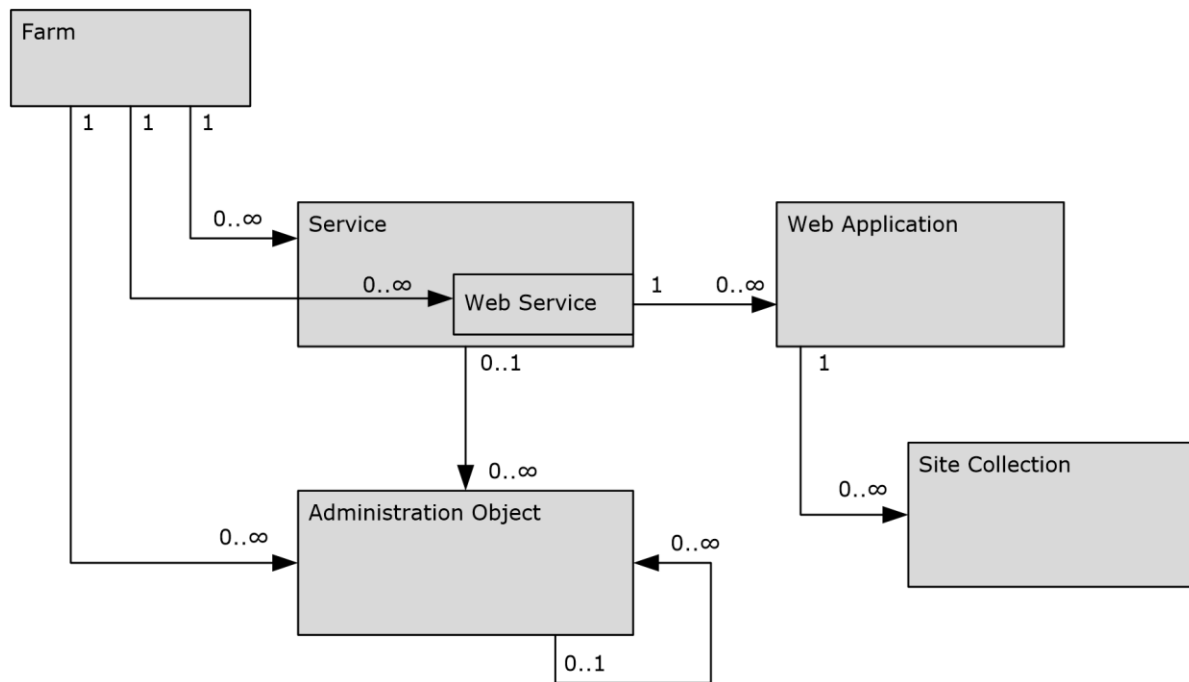 Farm
1
1
1
0..∞
Service
Web Application
0..∞
Web Service
1
0..∞
0..1
1
Site Collection
0..∞
0..∞
Administration Object
0..∞
0..∞
0..1